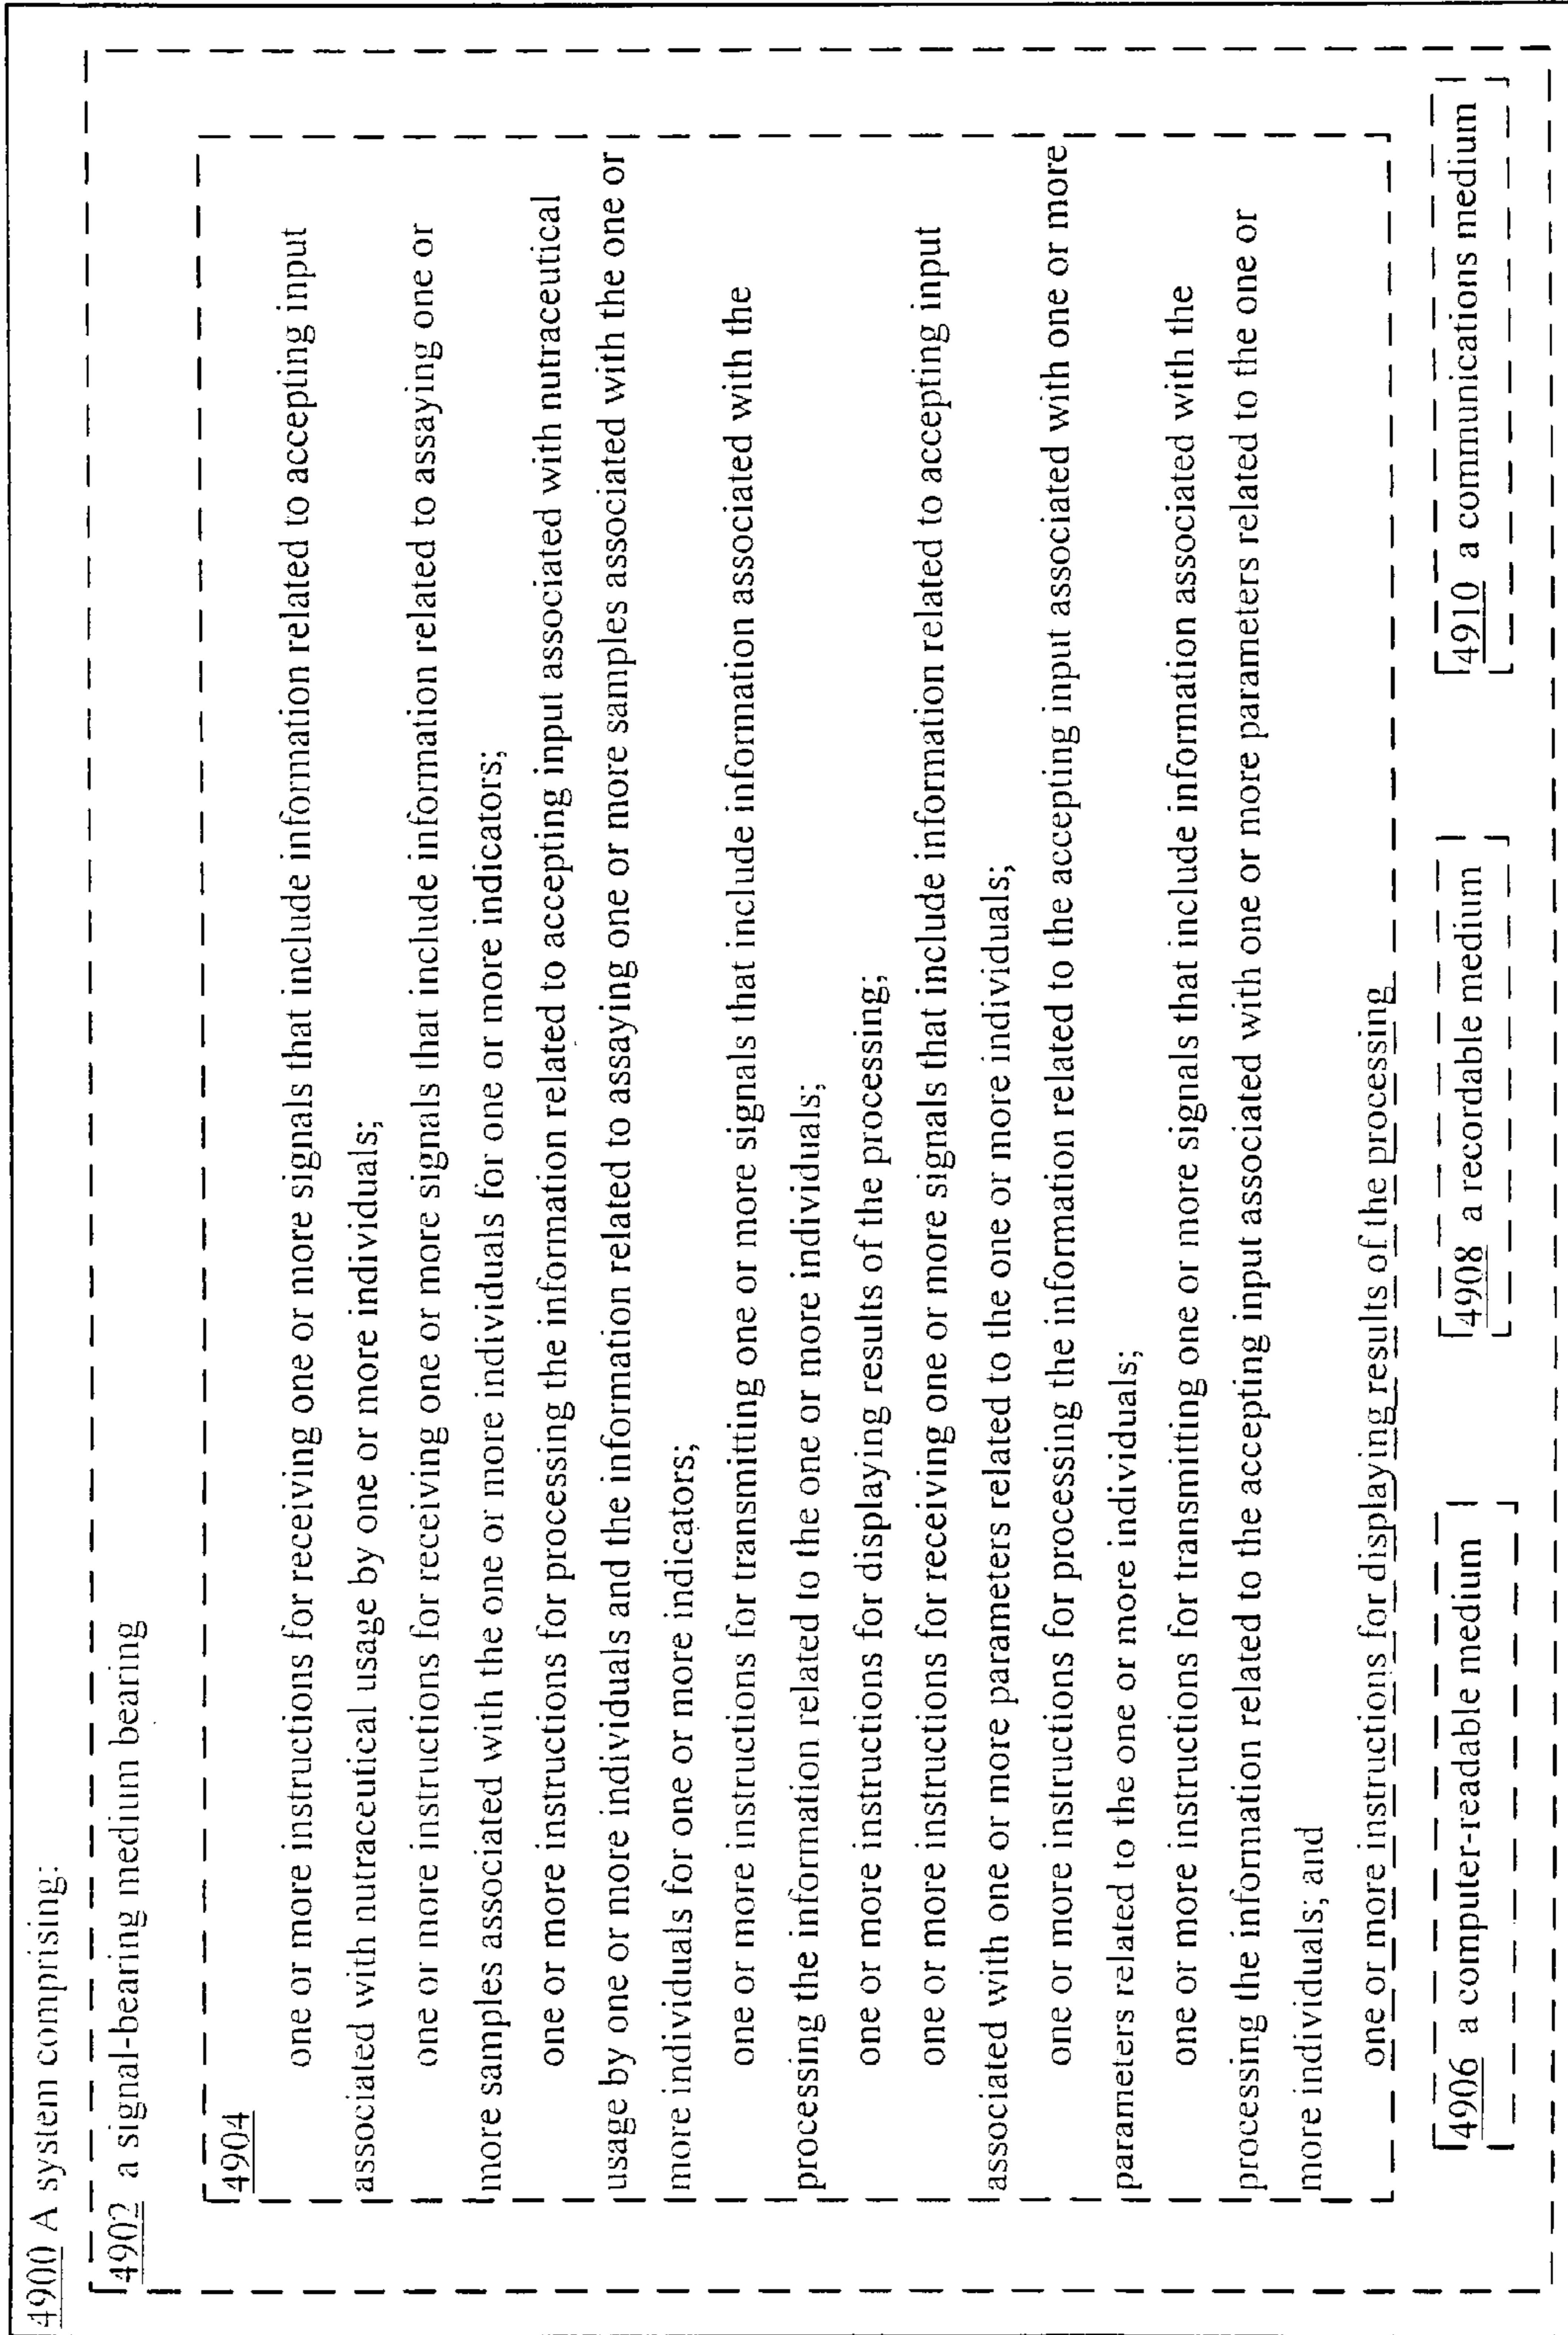 4900 A system comprising:
4902 a signal-bearing medium bearing
4904
one or more instructions for receiving one or more signals that include information related to accepting input
associated with nutraceutical usage by one or more individuals;
one or more instructions for receiving one or more signals that include information related to assaying one or
more samples associated with the one or more individuals for one or more indicators;
one or more instructions for processing the information related to accepting input associated with nutraceutical
usage by one or more individuals and the information related to assaying one or more samples associated with the one or
more individuals for one or more indicators;
one or more instructions for transmitting one or more signals that include information associated with the
processing the information related to the one or more individuals;
one or more instructions for displaying results of the processing;
one or more instructions for receiving one or more signals that include information related to accepting input
associated with one or more parameters related to the one or more individuals;
one or more instructions for processing the information related to the accepting input associated with one or more
parameters related to the one or more individuals;
one or more instructions for transmitting one or more signals that include information associated with the
processing the information related to the accepting input associated with one or more parameters related to the one or
more individuals; and
one or more instructions for displaying results of the processing
4906 a computer-readable medium
4908 a recordable medium
4910 a communications medium